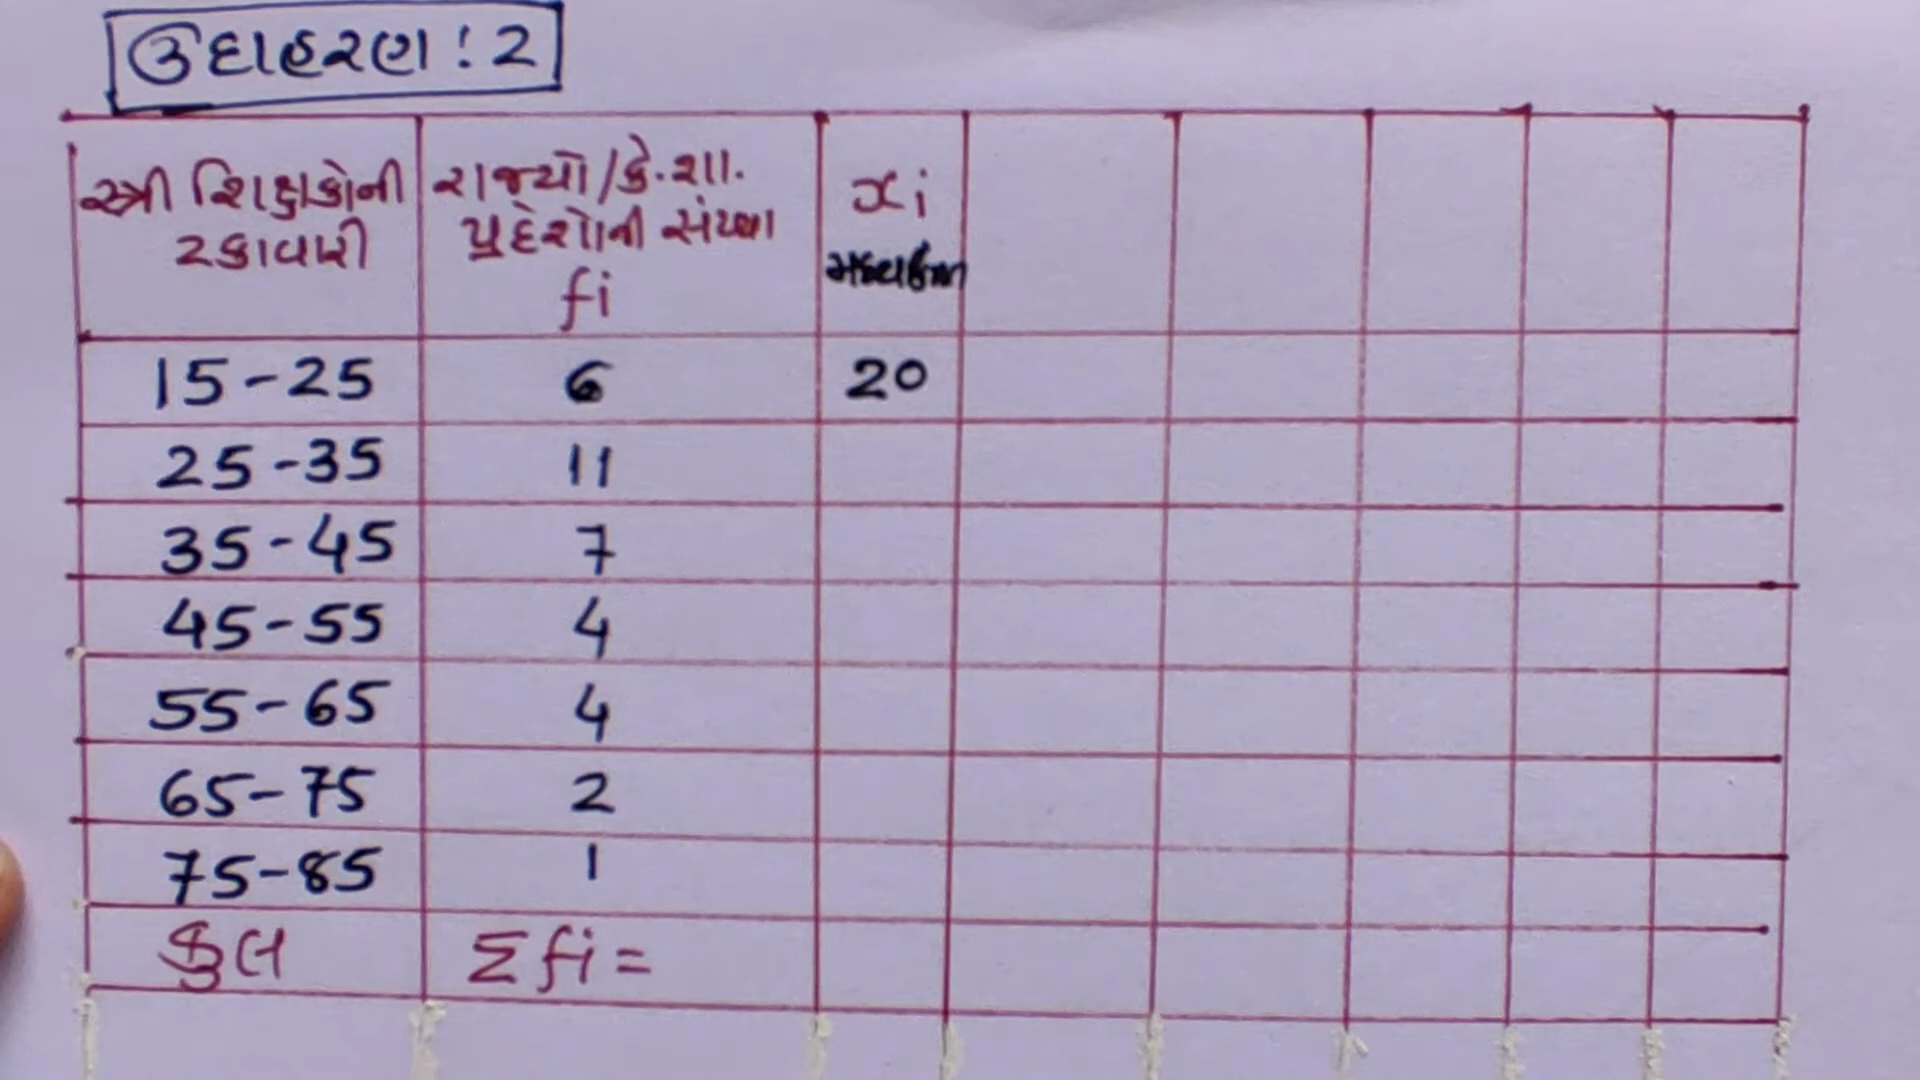 ઉદાહરણ : 2
સ્ત્રી શિક્ષકોની ટકાવારી
રાજ્યો/કે.શા. પ્રદેશોની સંખ્યા fi
xi મધ્યકિંમત
15-25 6 20
25-35 11
35-45 7
45-55 4
55-65 4
65-75 2
75-85 1
કુલ Σfi =